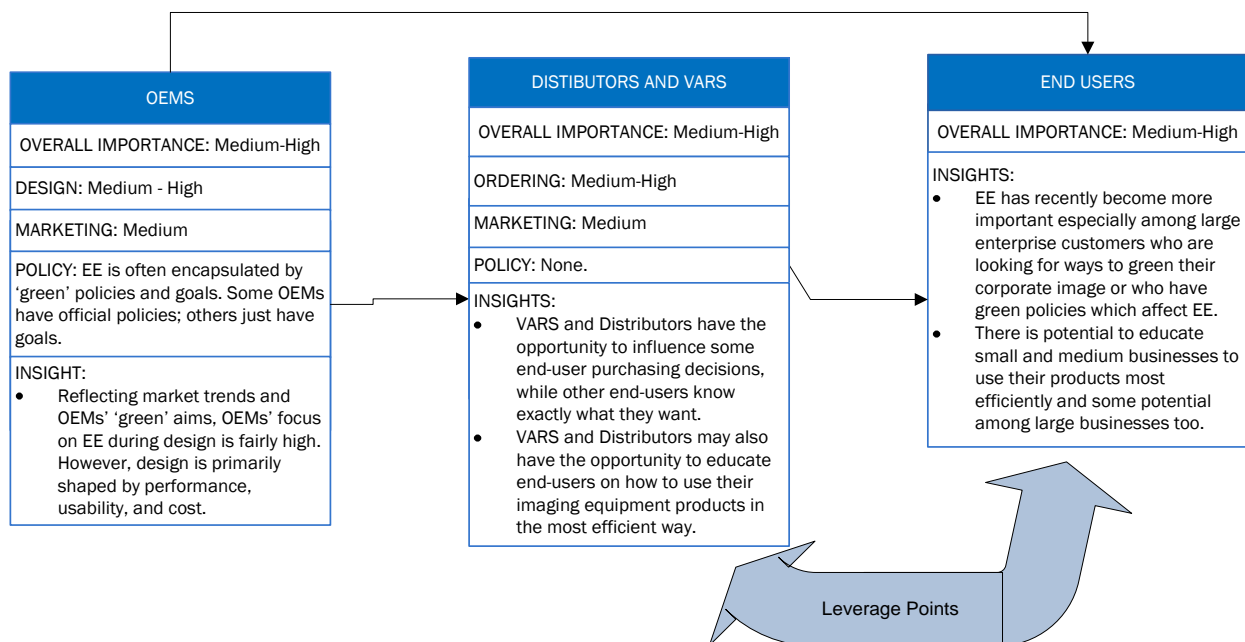 OEMS
OVERALL IMPORTANCE: Medium-High
DESIGN: Medium - High
MARKETING: Medium
POLICY: EE is often encapsulated by
‘green’ policies and goals. Some OEMs
have official policies; others just have
goals.
INSIGHT:
• Reflecting market trends and
OEMs’ ‘green’ aims, OEMs’ focus
on EE during design is fairly high.
However, design is primarily
shaped by performance,
usability, and cost.
DISTIBUTORS AND VARS
OVERALL IMPORTANCE: Medium-High
ORDERING: Medium-High
MARKETING: Medium
POLICY: None.
INSIGHTS:
• VARS and Distributors have the
opportunity to influence some
end-user purchasing decisions,
while other end-users know
exactly what they want.
• VARS and Distributors may also
have the opportunity to educate
end-users on how to use their
imaging equipment products in
the most efficient way.
END USERS
OVERALL IMPORTANCE: Medium-High
INSIGHTS:
• EE has recently become more
important especially among large
enterprise customers who are
looking for ways to green their
corporate image or who have
green policies which affect EE.
• There is potential to educate
small and medium businesses to
use their products most
efficiently and some potential
among large businesses too.
Leverage Points